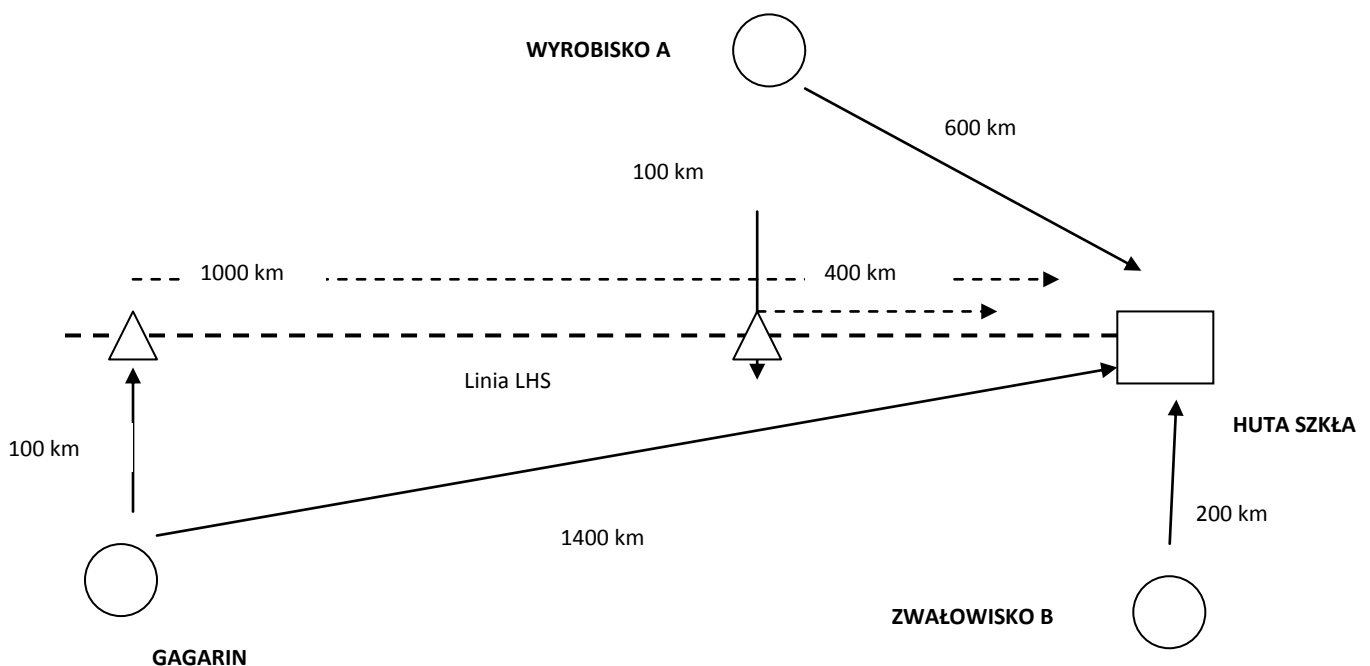 WYROBISKO A
600 km
100 km
1000 km
400 km
Linia LHS
HUTA SZKŁA
100 km
200 km
1400 km
ZWAŁOWISKO B
GAGARIN